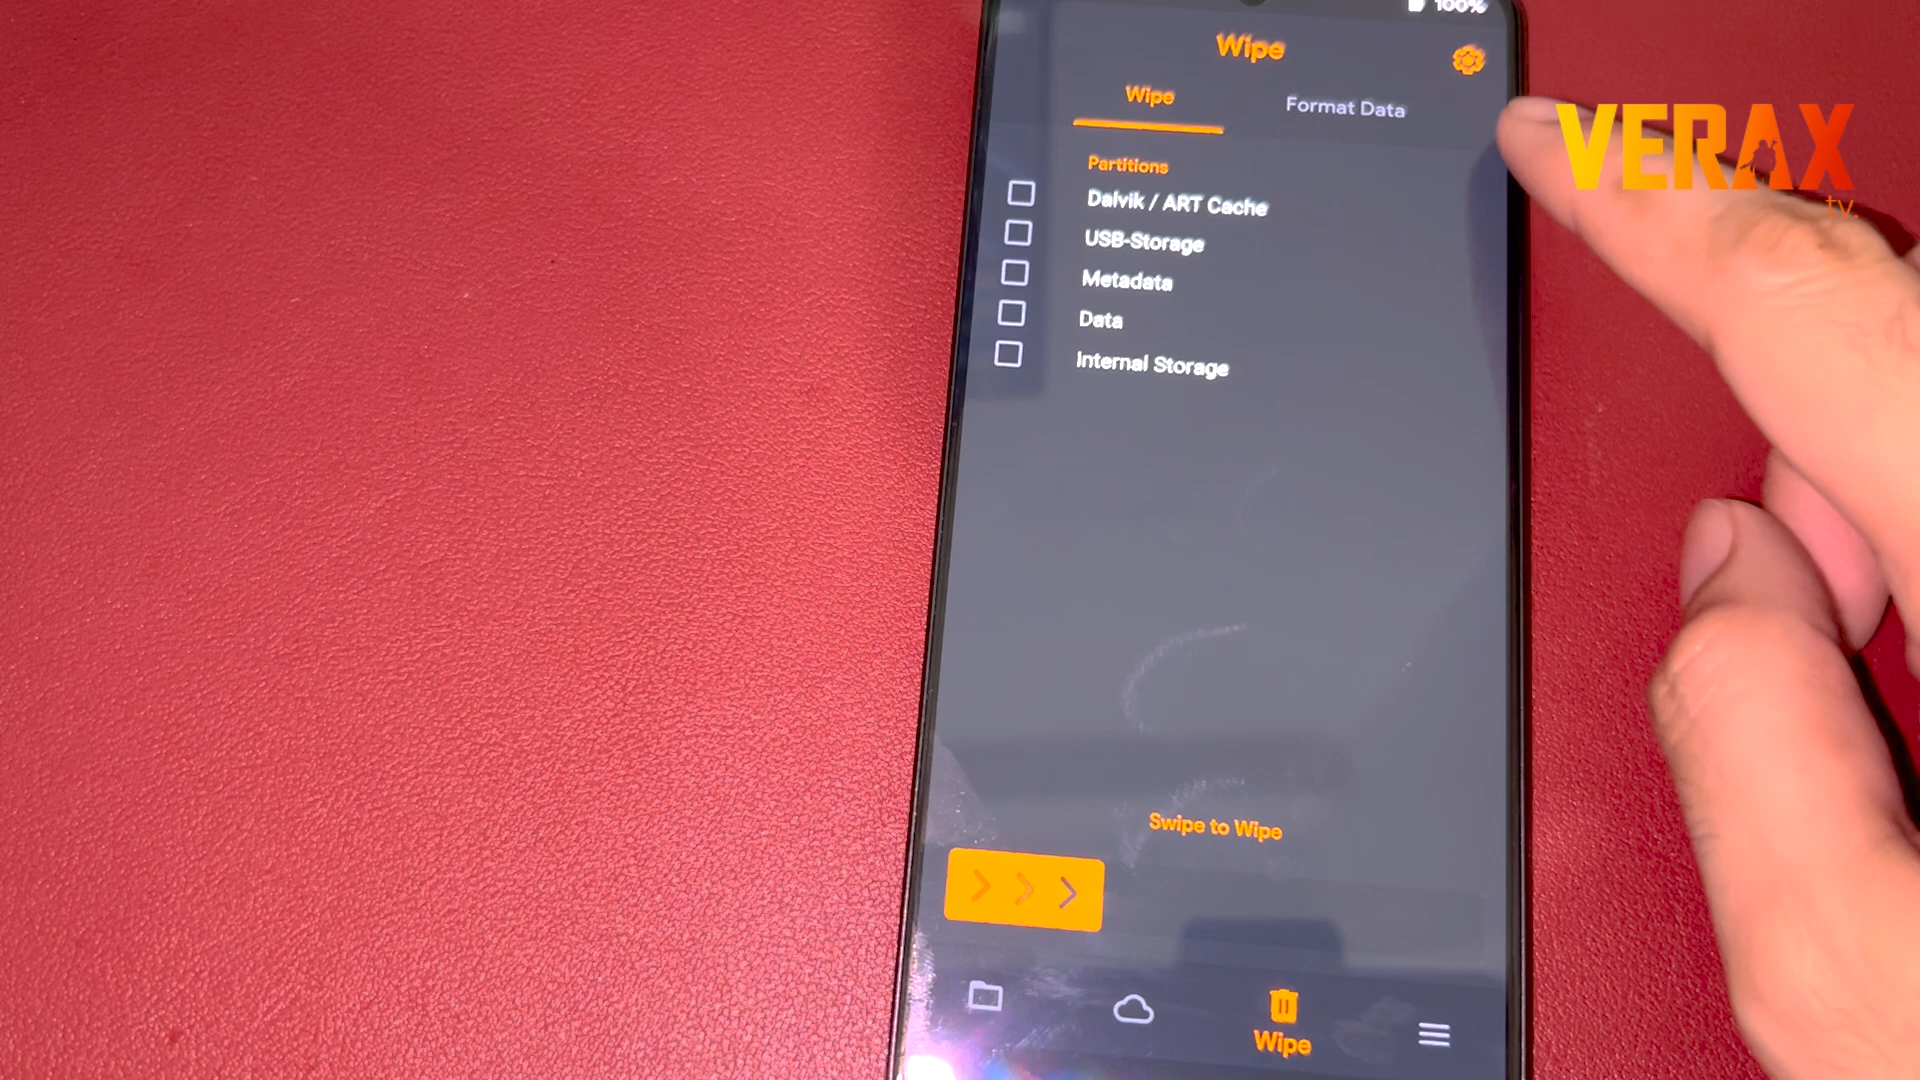 100%
Wipe
Wipe
Format Data
VERAX
tv.
Partitions
Dalvik / ART Cache
USB-Storage
Metadata
Data
Internal Storage
Swipe to Wipe
Wipe